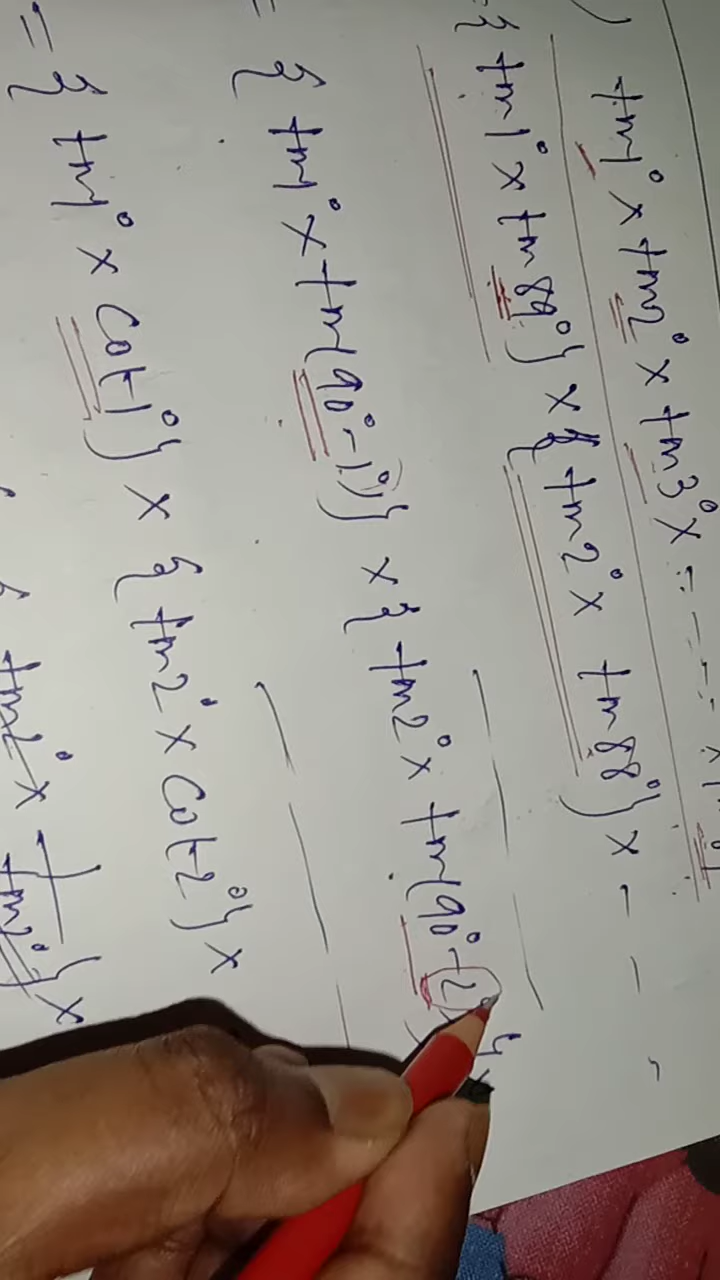 tan1° x tan2° x tan3° x - - - - x
= { tan1° x tan89° } x { tan2° x tan88° } x - - -
= { tan1° x tan(90°-1°) } x { tan2° x tan(90°-2°) } x
= { tan1° x cot1° } x { tan2° x cot2° } x
tan2° x 1/tan2° } x